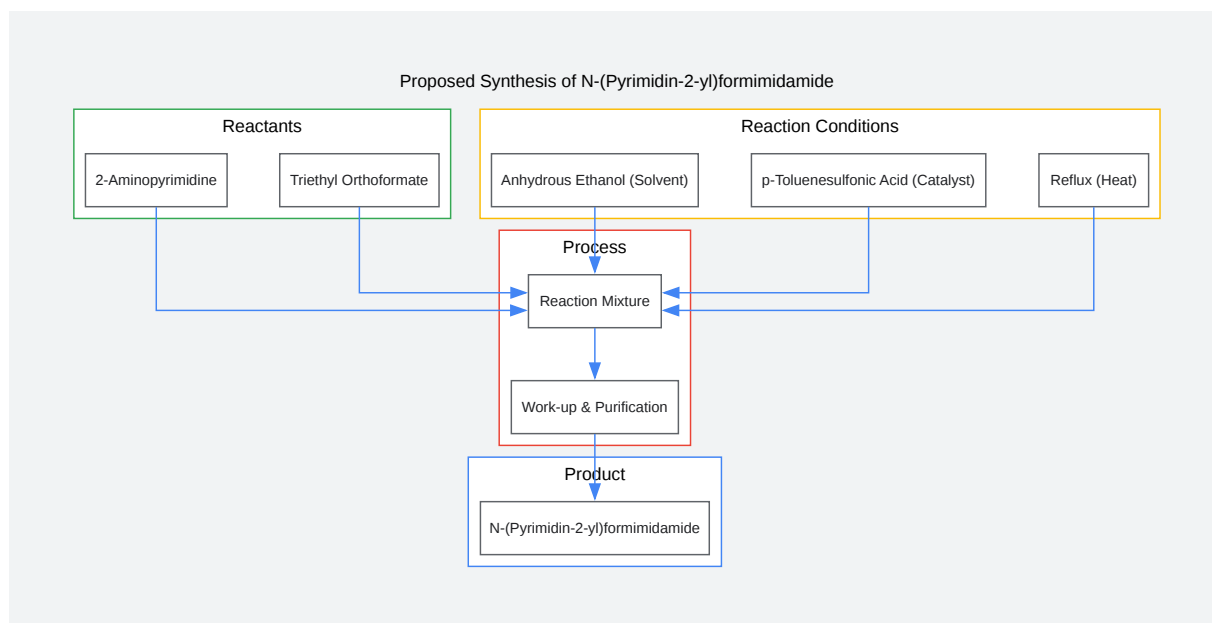 Proposed Synthesis of N-(Pyrimidin-2-yl)formimidamide
Reactants
2-Aminopyrimidine
Triethyl Orthoformate
Reaction Conditions
Anhydrous Ethanol (Solvent)
p-Toluenesulfonic Acid (Catalyst)
Reflux (Heat)
Process
Reaction Mixture
Work-up & Purification
Product
N-(Pyrimidin-2-yl)formimidamide